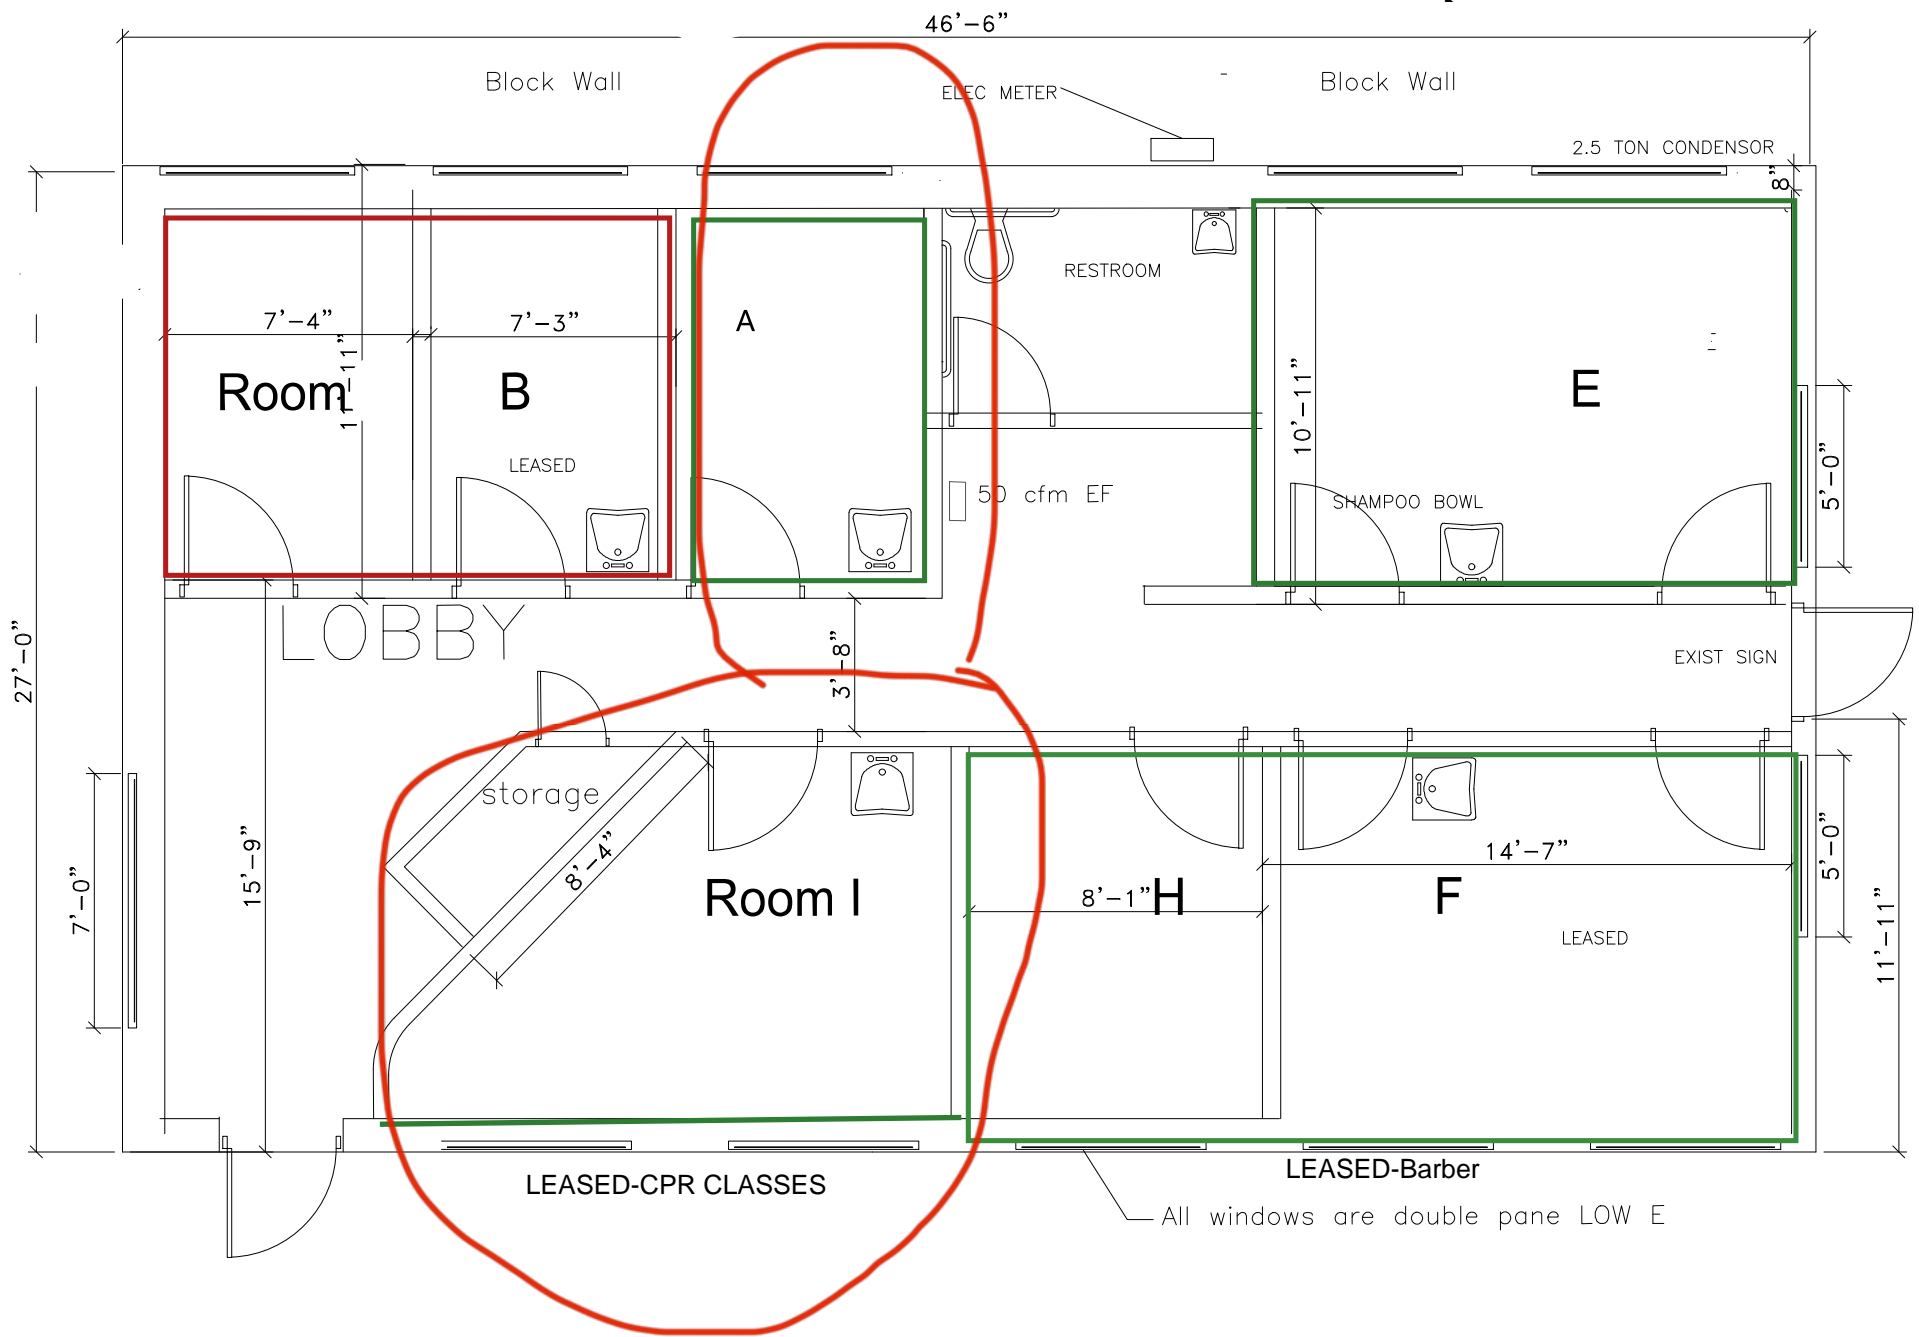 46'-6"
Block Wall
Block Wall
ELEC METER
2.5 TON CONDENSOR
8"
RESTROOM
7'-4"
7'-3"
A
11'-11"
Room
B
E
10'-11"
LEASED
50 cfm EF
SHAMPOO BOWL
5'-0"
LOBBY
27'-0"
3'-8"
EXIST SIGN
storage
8'-4"
15'-9"
7'-0"
Room I
8'-1"
H
14'-7"
F
5'-0"
LEASED
11'-11"
LEASED-CPR CLASSES
LEASED-Barber
All windows are double pane LOW E